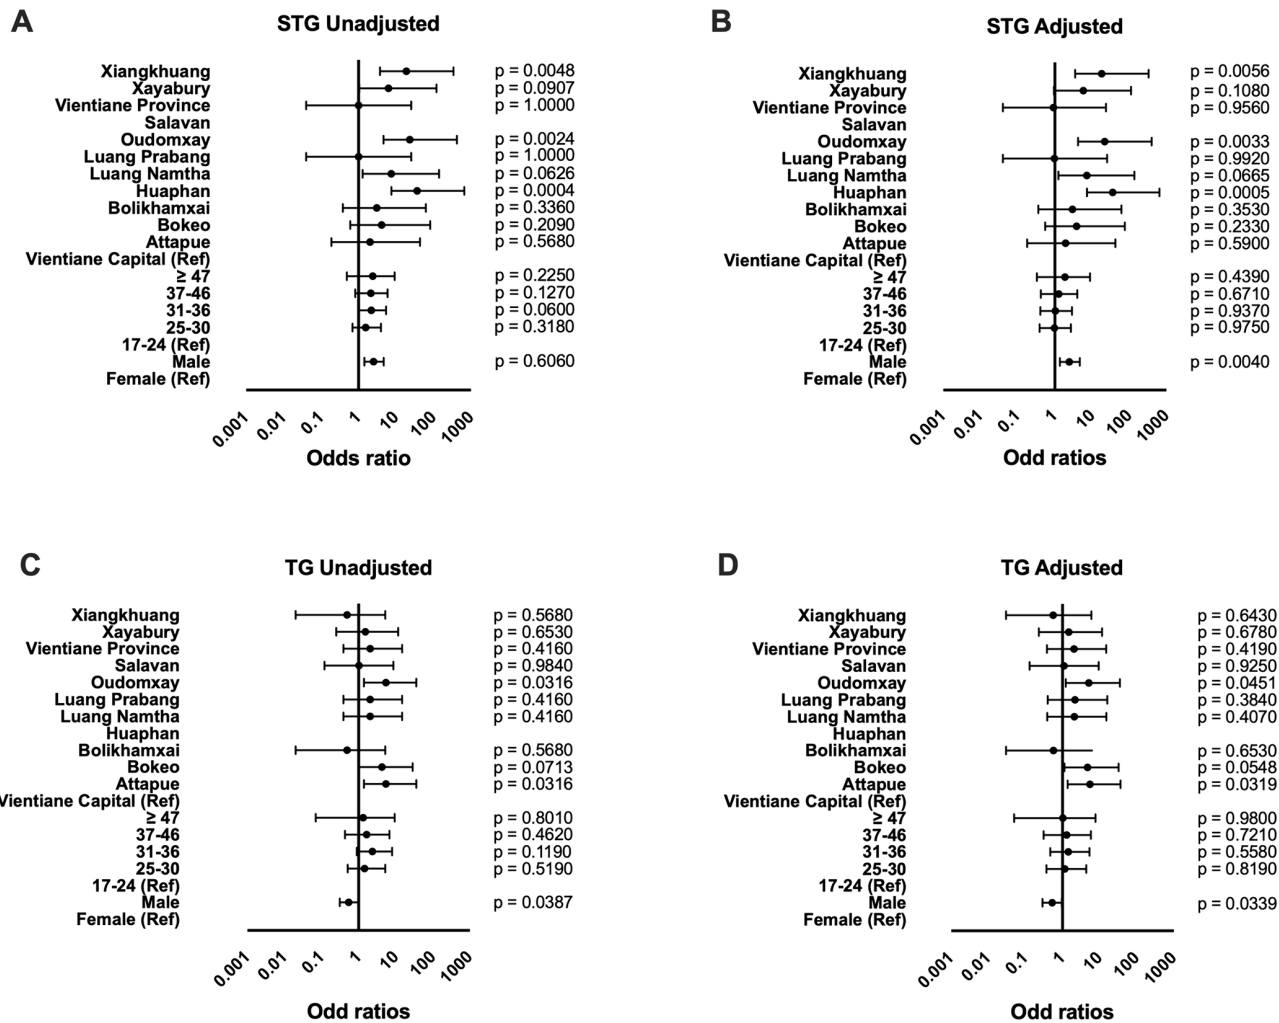 A
STG Unadjusted
Xiangkhuang p = 0.0048
Xayabury p = 0.0907
Vientiane Province p = 1.0000
Salavan
Oudomxay p = 0.0024
Luang Prabang p = 1.0000
Luang Namtha p = 0.0626
Huaphan p = 0.0004
Bolikhamxai p = 0.3360
Bokeo p = 0.2090
Attapue p = 0.5680
Vientiane Capital (Ref)
≥ 47 p = 0.2250
37-46 p = 0.1270
31-36 p = 0.0600
25-30 p = 0.3180
17-24 (Ref)
Male p = 0.6060
Female (Ref)
0.001 0.01 0.1 1 10 100 1000
Odds ratio
B
STG Adjusted
Xiangkhuang p = 0.0056
Xayabury p = 0.1080
Vientiane Province p = 0.9560
Salavan
Oudomxay p = 0.0033
Luang Prabang p = 0.9920
Luang Namtha p = 0.0665
Huaphan p = 0.0005
Bolikhamxai p = 0.3530
Bokeo p = 0.2330
Attapue p = 0.5900
Vientiane Capital (Ref)
≥ 47 p = 0.4390
37-46 p = 0.6710
31-36 p = 0.9370
25-30 p = 0.9750
17-24 (Ref)
Male p = 0.0040
Female (Ref)
0.001 0.01 0.1 1 10 100 1000
Odd ratios
C
TG Unadjusted
Xiangkhuang p = 0.5680
Xayabury p = 0.6530
Vientiane Province p = 0.4160
Salavan p = 0.9840
Oudomxay p = 0.0316
Luang Prabang p = 0.4160
Luang Namtha p = 0.4160
Huaphan
Bolikhamxai p = 0.5680
Bokeo p = 0.0713
Attapue p = 0.0316
Vientiane Capital (Ref)
≥ 47 p = 0.8010
37-46 p = 0.4620
31-36 p = 0.1190
25-30 p = 0.5190
17-24 (Ref)
Male p = 0.0387
Female (Ref)
0.001 0.01 0.1 1 10 100 1000
Odd ratios
D
TG Adjusted
Xiangkhuang p = 0.6430
Xayabury p = 0.6780
Vientiane Province p = 0.4190
Salavan p = 0.9250
Oudomxay p = 0.0451
Luang Prabang p = 0.3840
Luang Namtha p = 0.4070
Huaphan
Bolikhamxai p = 0.6530
Bokeo p = 0.0548
Attapue p = 0.0319
Vientiane Capital (Ref)
≥ 47 p = 0.9800
37-46 p = 0.7210
31-36 p = 0.5580
25-30 p = 0.8190
17-24 (Ref)
Male p = 0.0339
Female (Ref)
0.001 0.01 0.1 1 10 100 1000
Odd ratios